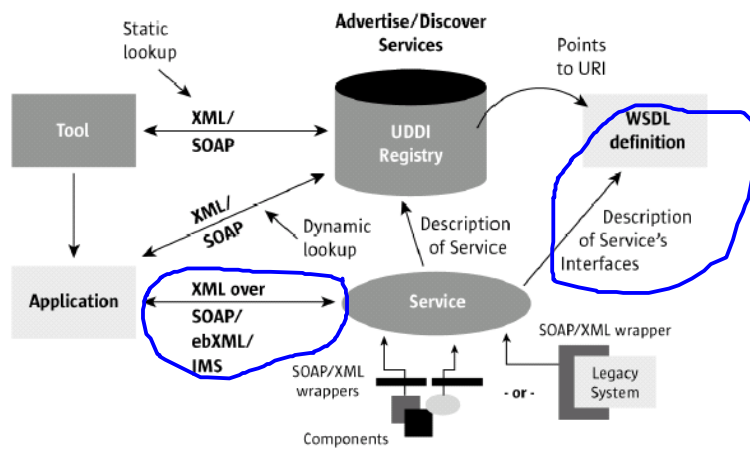 Static
lookup
Advertise/Discover
Services
Points
to URI
Tool
XML/
SOAP
UDDI
Registry
WSDL
definition
XML/
SOAP
Dynamic
lookup
Description
of Service
Description
of Service's
Interfaces
Application
XML over
SOAP/
ebXML/
JMS
Service
SOAP/XML wrapper
SOAP/XML
wrappers
- or -
Legacy
System
Components